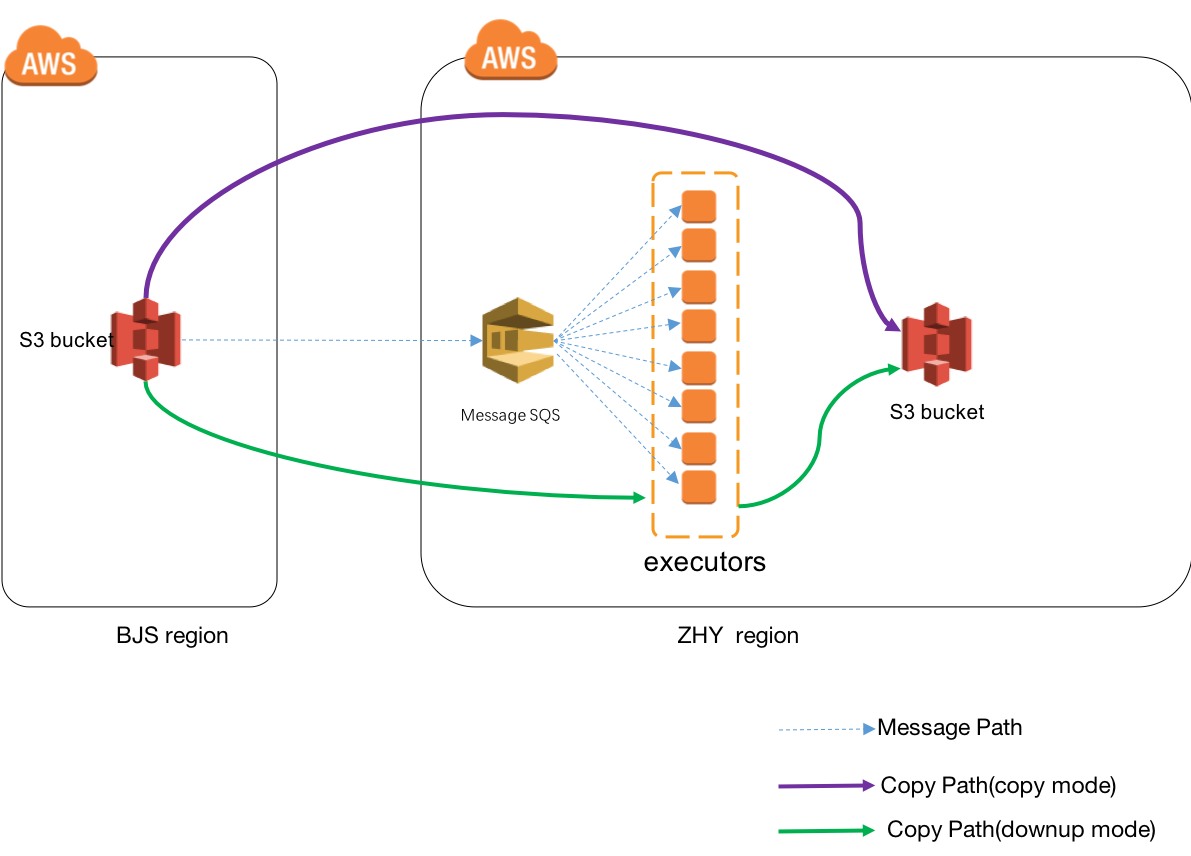 AWS
AWS
S3 bucket
Message SQS
S3 bucket
executors
BJS region
ZHY region
Message Path
Copy Path(copy mode)
Copy Path(downup mode)